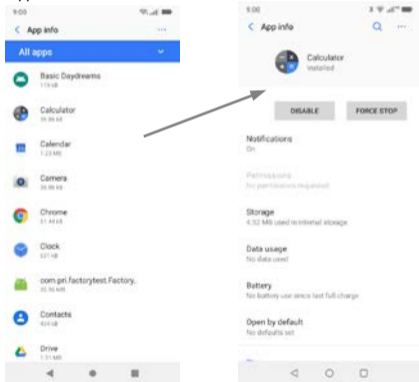 9:00
App info
All apps
Basic Daydreams
Calculator
Calendar
1.23 MB
Camera
Chrome
Clock
com.pri.factorytest.Factory.
Contacts
Drive
5:00
App info
Calculator
Installed
DISABLE
FORCE STOP
Notifications
On
Permissions
No permissions requested
Storage
4.52 MB used in internal storage
Data usage
No data used
Battery
No battery use since last full charge
Open by default
No defaults set